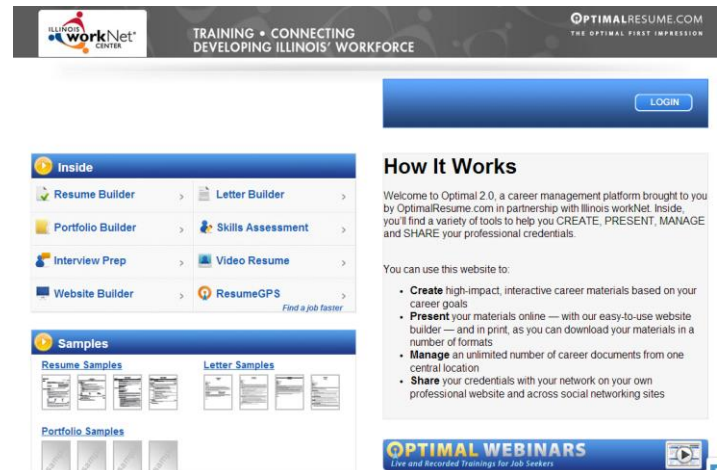 ILLINOIS
workNet®
CENTER
TRAINING • CONNECTING
DEVELOPING ILLINOIS' WORKFORCE
OPTIMALRESUME.COM
THE OPTIMAL FIRST IMPRESSION
LOGIN
Inside
Resume Builder
Letter Builder
Portfolio Builder
Skills Assessment
Interview Prep
Video Resume
Website Builder
ResumeGPS
Find a job faster
Samples
Resume Samples
Letter Samples
Portfolio Samples
How It Works
Welcome to Optimal 2.0, a career management platform brought to you
by OptimalResume.com in partnership with Illinois workNet. Inside,
you'll find a variety of tools to help you CREATE, PRESENT, MANAGE
and SHARE your professional credentials.
You can use this website to:
• Create high-impact, interactive career materials based on your
career goals
• Present your materials online — with our easy-to-use website
builder — and in print, as you can download your materials in a
number of formats
• Manage an unlimited number of career documents from one
central location
• Share your credentials with your network on your own
professional website and across social networking sites
OPTIMAL WEBINARS
Live and Recorded Trainings for Job Seekers